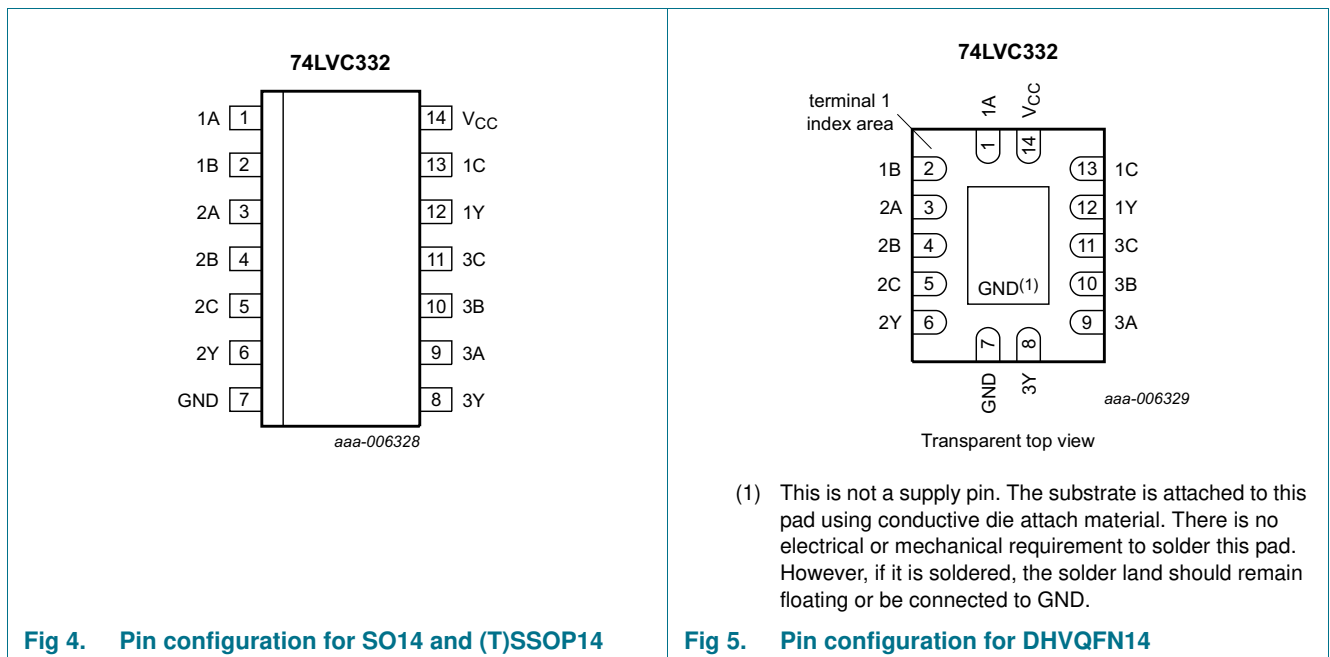 74LVC332
1A 1
1B 2
2A 3
2B 4
2C 5
2Y 6
GND 7
14 VCC
13 1C
12 1Y
11 3C
10 3B
9 3A
8 3Y
aaa-006328
Fig 4. Pin configuration for SO14 and (T)SSOP14
74LVC332
terminal 1
index area
1A
VCC
1
14
1B 2
2A 3
2B 4
2C 5
2Y 6
13 1C
12 1Y
11 3C
10 3B
9 3A
GND(1)
7
8
GND
3Y
aaa-006329
Transparent top view
(1) This is not a supply pin. The substrate is attached to this
pad using conductive die attach material. There is no
electrical or mechanical requirement to solder this pad.
However, if it is soldered, the solder land should remain
floating or be connected to GND.
Fig 5. Pin configuration for DHVQFN14